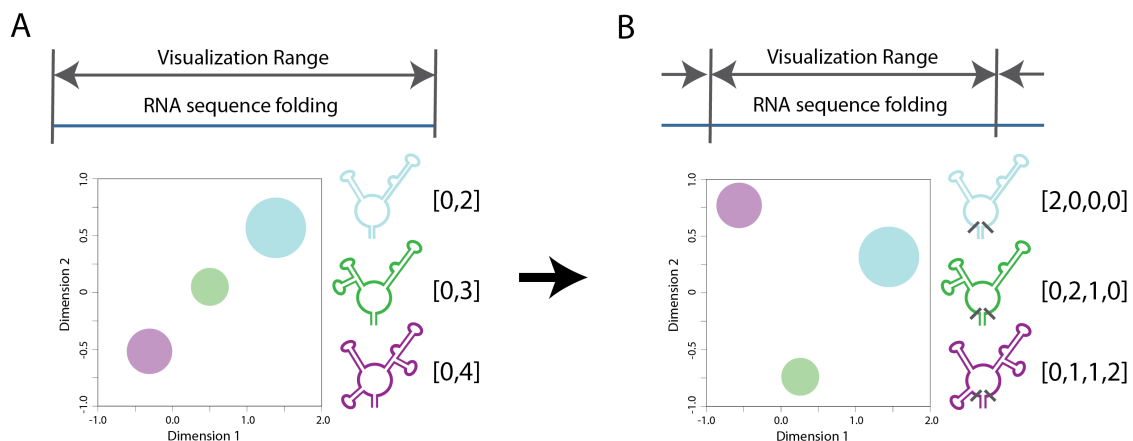 A
Visualization Range
RNA sequence folding
1.0
0.5
0
-0.5
-1.0
Dimension 2
-1.0
0.0
1.0
2.0
Dimension 1
[0,2]
[0,3]
[0,4]
B
Visualization Range
RNA sequence folding
1.0
0.5
0
-0.5
-1.0
Dimension 2
-1.0
0.0
1.0
2.0
Dimension 1
[2,0,0,0]
[0,2,1,0]
[0,1,1,2]